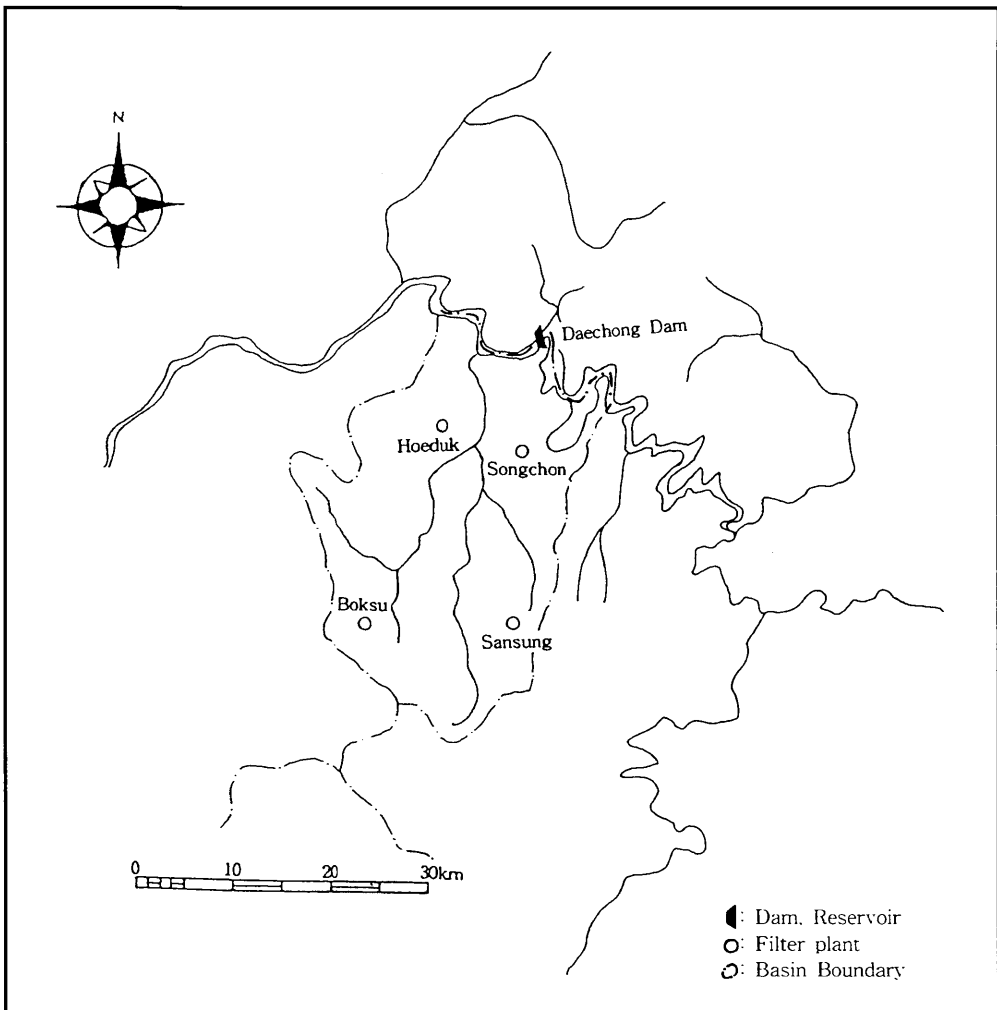 N
Daechong Dam
Hoeduk
Songchon
Boksu
Sansung
0 10 20 30km
: Dam, Reservoir
: Filter plant
: Basin Boundary